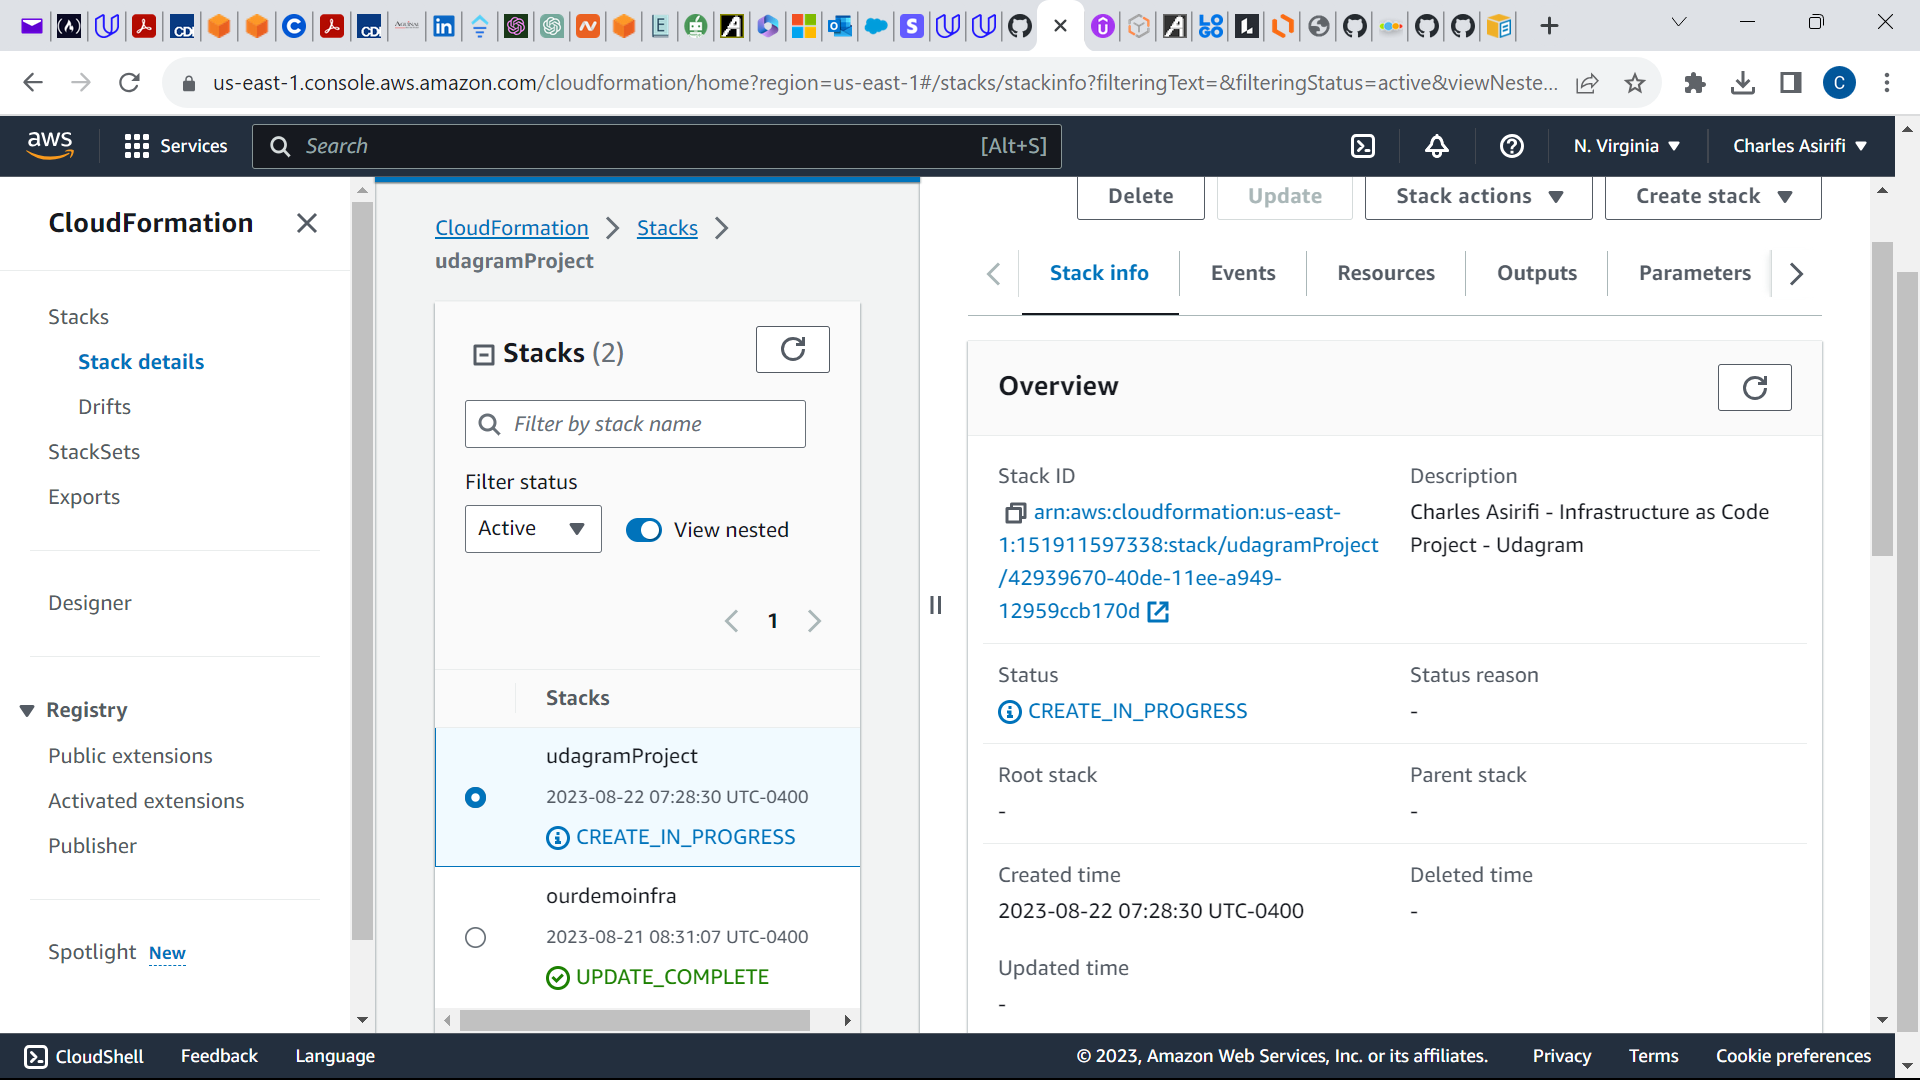 us-east-1.console.aws.amazon.com/cloudformation/home?region=us-east-1#/stacks/stackinfo?filteringText=&filteringStatus=active&viewNeste...
aws
Services
Search
[Alt+S]
N. Virginia
Charles Asirifi
C
CloudFormation
Stacks
Stack details
Drifts
StackSets
Exports
Designer
Registry
Public extensions
Activated extensions
Publisher
Spotlight New
CloudFormation
Stacks
udagramProject
Stacks (2)
Filter by stack name
Filter status
Active
View nested
1
Stacks
udagramProject
2023-08-22 07:28:30 UTC-0400
CREATE_IN_PROGRESS
ourdemoinfra
2023-08-21 08:31:07 UTC-0400
UPDATE_COMPLETE
Delete
Update
Stack actions
Create stack
Stack info
Events
Resources
Outputs
Parameters
Overview
Stack ID
arn:aws:cloudformation:us-east-
1:151911597338:stack/udagramProject
/42939670-40de-11ee-a949-
12959ccb170d
Description
Charles Asirifi - Infrastructure as Code
Project - Udagram
Status
CREATE_IN_PROGRESS
Status reason
-
Root stack
-
Parent stack
-
Created time
2023-08-22 07:28:30 UTC-0400
Deleted time
-
Updated time
-
CloudShell
Feedback
Language
© 2023, Amazon Web Services, Inc. or its affiliates.
Privacy
Terms
Cookie preferences